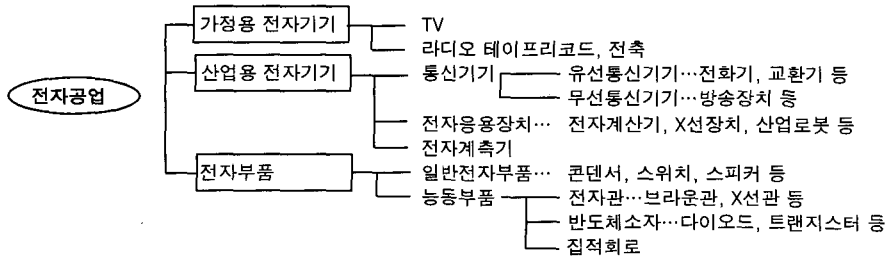 가정용 전자기기
TV
라디오 테이프리코드, 전축
산업용 전자기기
통신기기
유선통신기기…전화기, 교환기 등
무선통신기기…방송장치 등
전자공업
전자응용장치… 전자계산기, X선장치, 산업로봇 등
전자계측기
전자부품
일반전자부품… 콘덴서, 스위치, 스피커 등
능동부품
전자관…브라운관, X선관 등
반도체소자…다이오드, 트랜지스터 등
집적회로